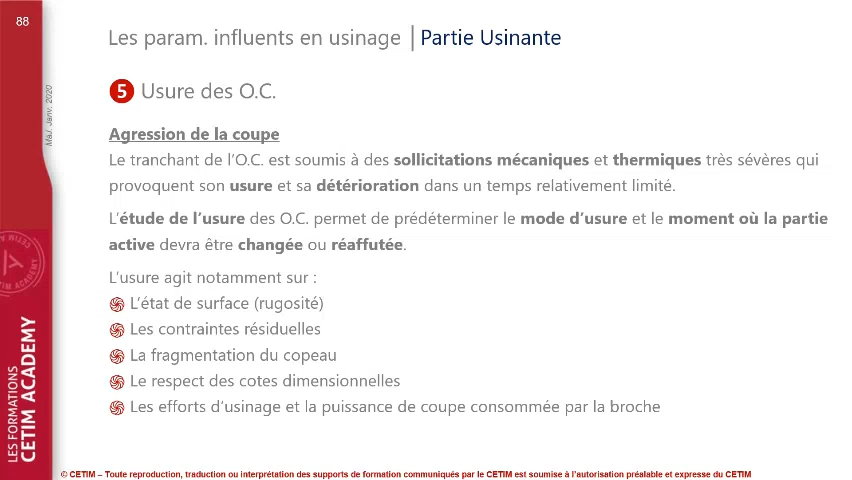 88
Les param. influents en usinage | Partie Usinante
MàJ. Janv. 2020
5 Usure des O.C.
Agression de la coupe
Le tranchant de l'O.C. est soumis à des sollicitations mécaniques et thermiques très sévères qui
provoquent son usure et sa détérioration dans un temps relativement limité.
L'étude de l'usure des O.C. permet de prédéterminer le mode d'usure et le moment où la partie
active devra être changée ou réaffutée.
L'usure agit notamment sur :
L'état de surface (rugosité)
Les contraintes résiduelles
La fragmentation du copeau
Le respect des cotes dimensionnelles
Les efforts d'usinage et la puissance de coupe consommée par la broche
LES FORMATIONS
CETIM ACADEMY
© CETIM – Toute reproduction, traduction ou interprétation des supports de formation communiqués par le CETIM est soumise à l'autorisation préalable et expresse du CETIM